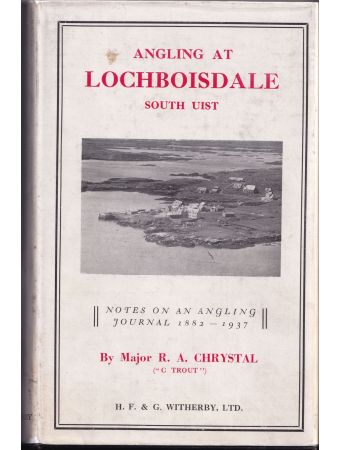 ANGLING AT
LOCHBOISDALE
SOUTH UIST
NOTES ON AN ANGLING
JOURNAL 1882 – 1937
By Major R. A. CHRYSTAL
("C TROUT")
H. F. & G. WITHERBY, LTD.